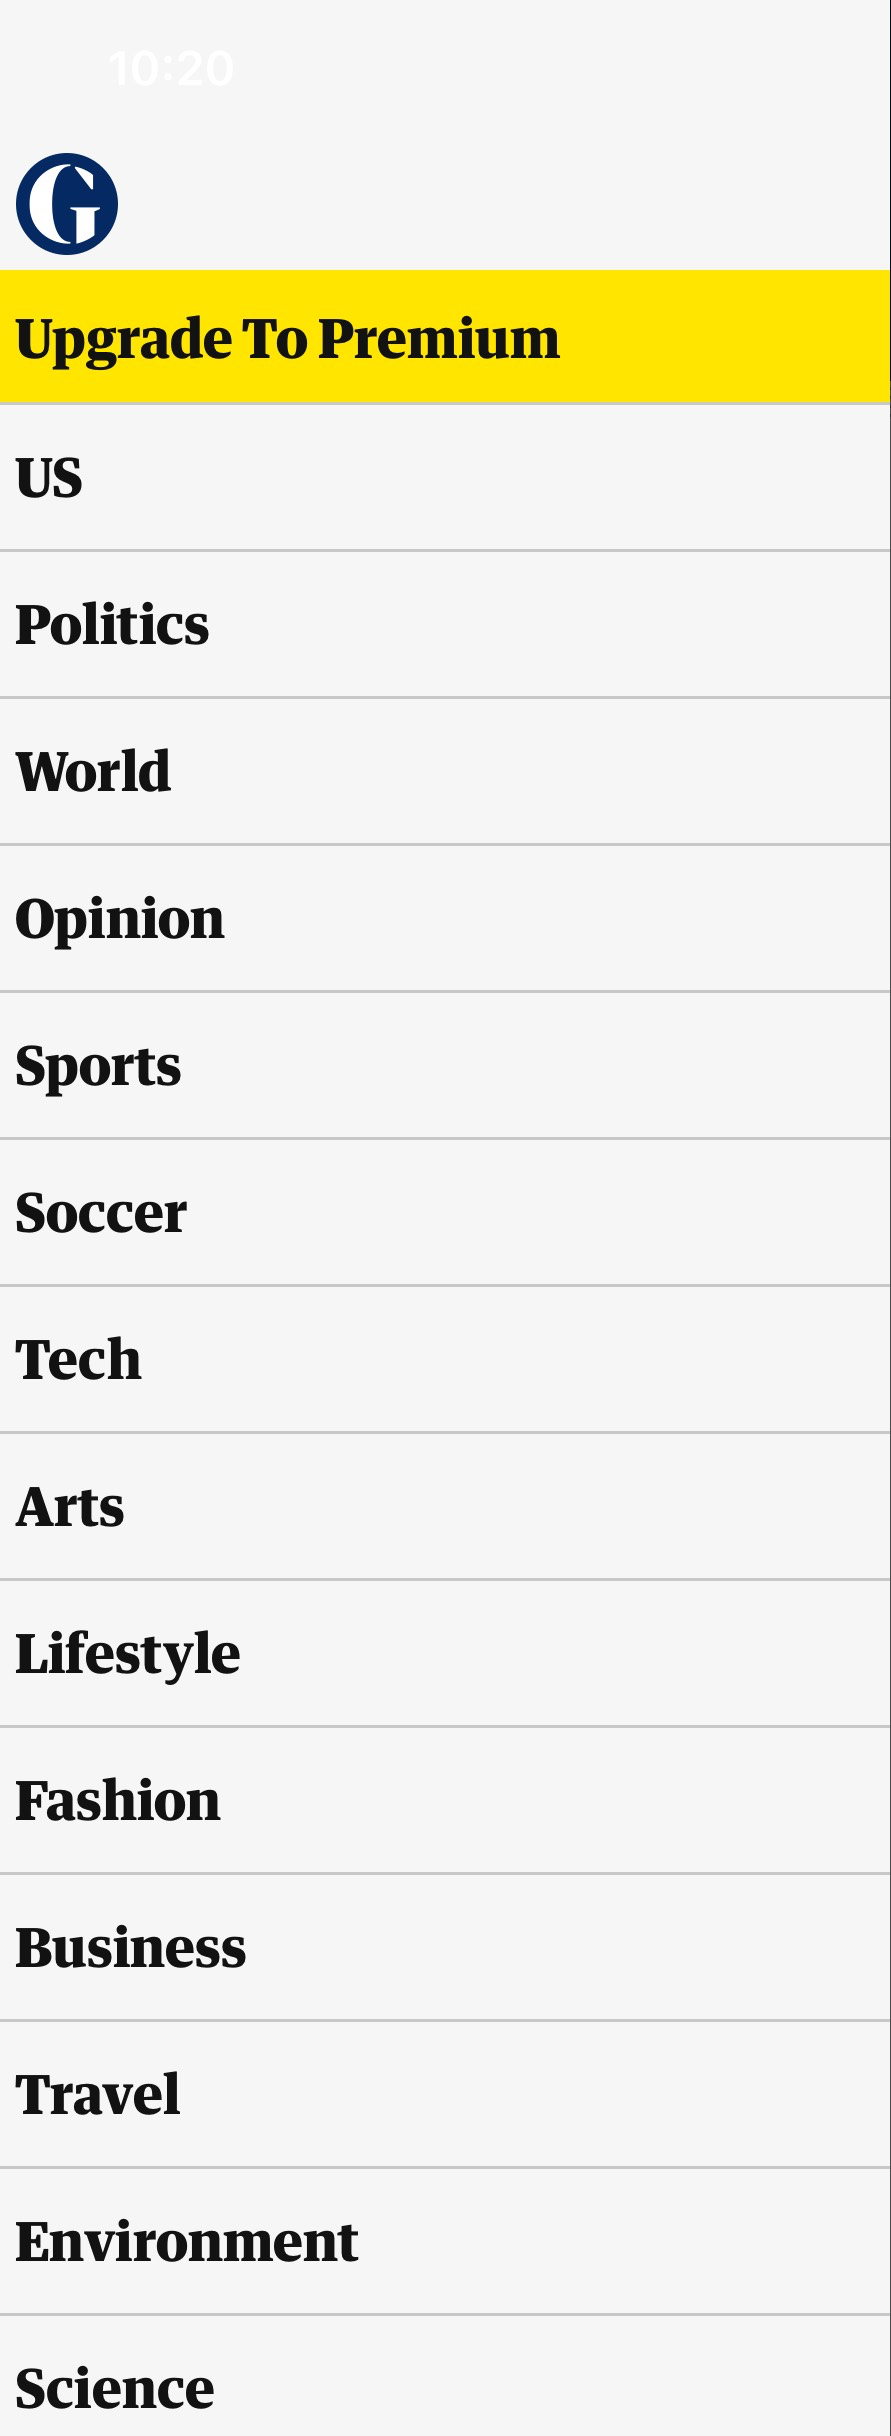 10:20
G
Upgrade To Premium
US
Politics
World
Opinion
Sports
Soccer
Tech
Arts
Lifestyle
Fashion
Business
Travel
Environment
Science